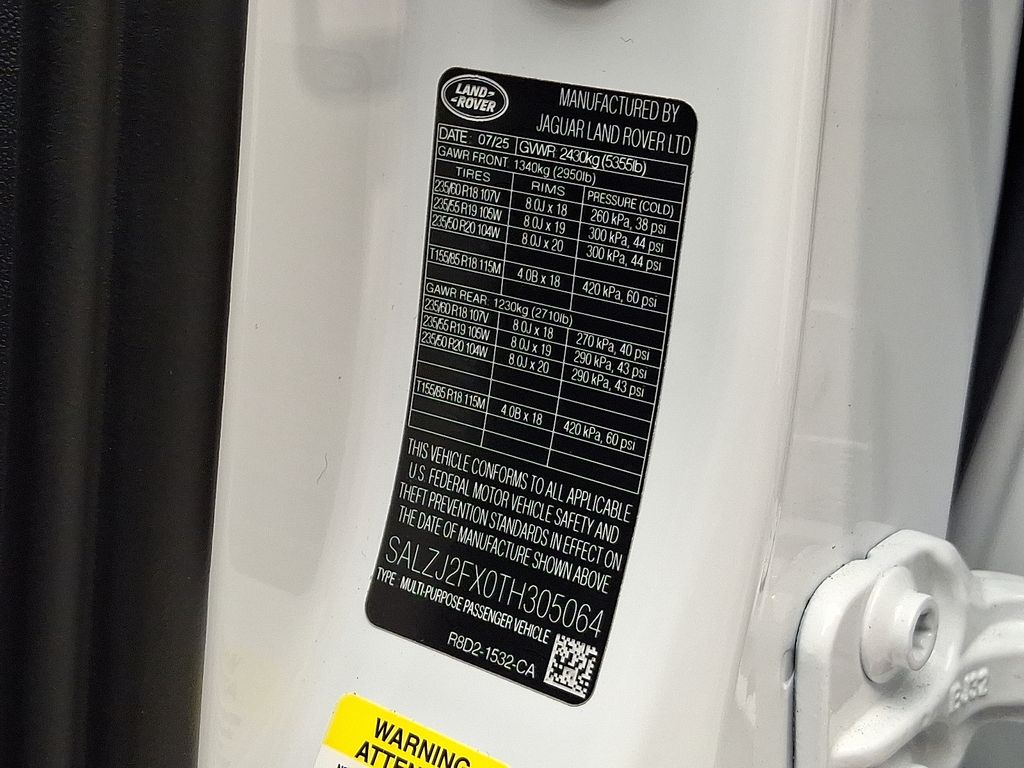 LAND-
-ROVER
MANUFACTURED BY
JAGUAR LAND ROVER LTD
DATE: 07/25 GVWR 2430kg (5355lb)
GAWR FRONT 1340kg (2950lb)
TIRES RIMS PRESSURE (COLD)
235/60 R18 107V 8.0J x 18 260 kPa, 38 psi
235/55 R19 105W 8.0J x 19 300 kPa, 44 psi
235/50 R20 104W 8.0J x 20 300 kPa, 44 psi
T155/85 R18 115M 4.0B x 18 420 kPa, 60 psi
GAWR REAR: 1230kg (2710lb)
235/60 R18 107V 8.0J x 18 270 kPa, 40 psi
235/55 R19 105W 8.0J x 19 290 kPa, 43 psi
235/50 R20 104W 8.0J x 20 290 kPa, 43 psi
T155/85 R18 115M 4.0B x 18 420 kPa, 60 psi
THIS VEHICLE CONFORMS TO ALL APPLICABLE
U.S. FEDERAL MOTOR VEHICLE SAFETY AND
THEFT PREVENTION STANDARDS IN EFFECT ON
THE DATE OF MANUFACTURE SHOWN ABOVE
SALZJ2FX0TH305064
TYPE MULTI-PURPOSE PASSENGER VEHICLE
R8D2-1532-CA
WARNING